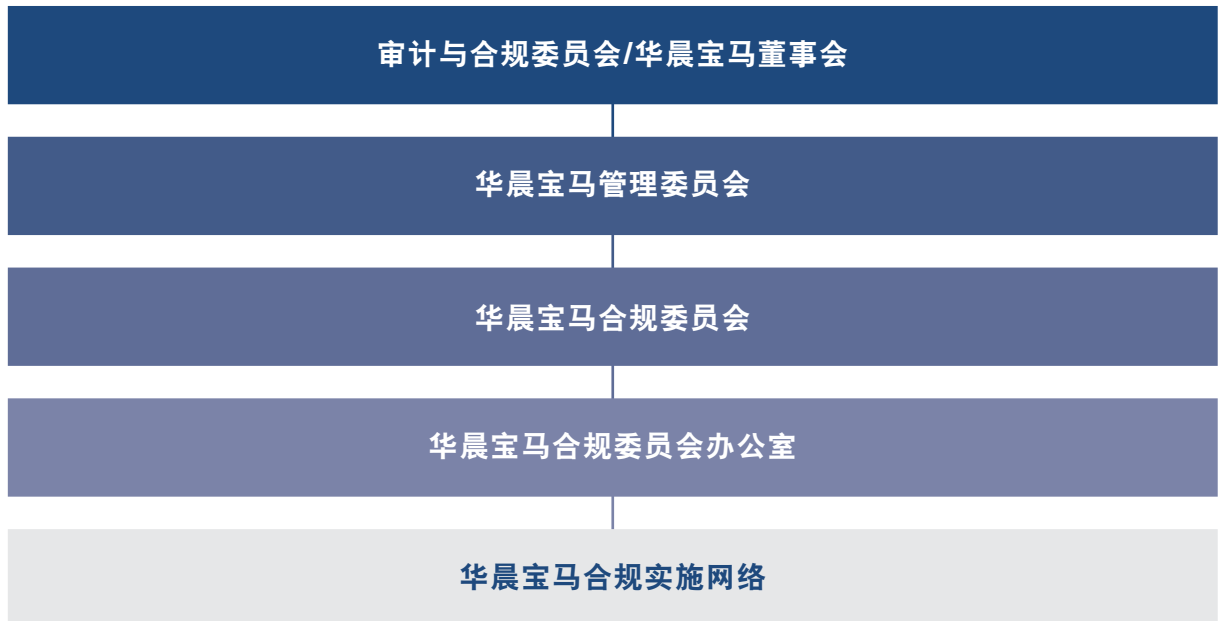 审计与合规委员会/华晨宝马董事会
华晨宝马管理委员会
华晨宝马合规委员会
华晨宝马合规委员会办公室
华晨宝马合规实施网络